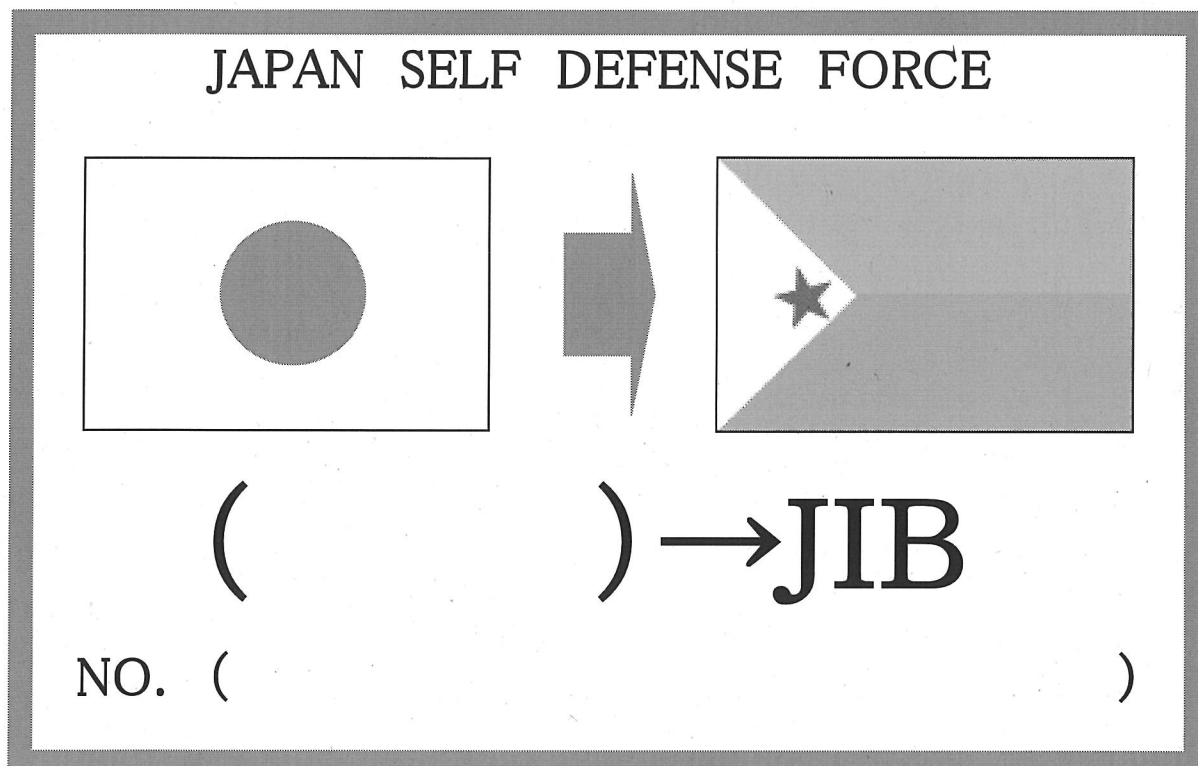 JAPAN SELF DEFENSE FORCE
( ) →JIB
NO. ( )